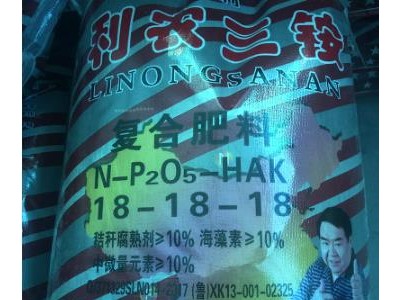 利农三铵
LINONGSANAN
复合肥料
N-P2O5-HAK
18-18-18
秸秆腐熟剂≥10% 海藻素≥10%
中微量元素≥10%
(鲁)XK13-001-02325